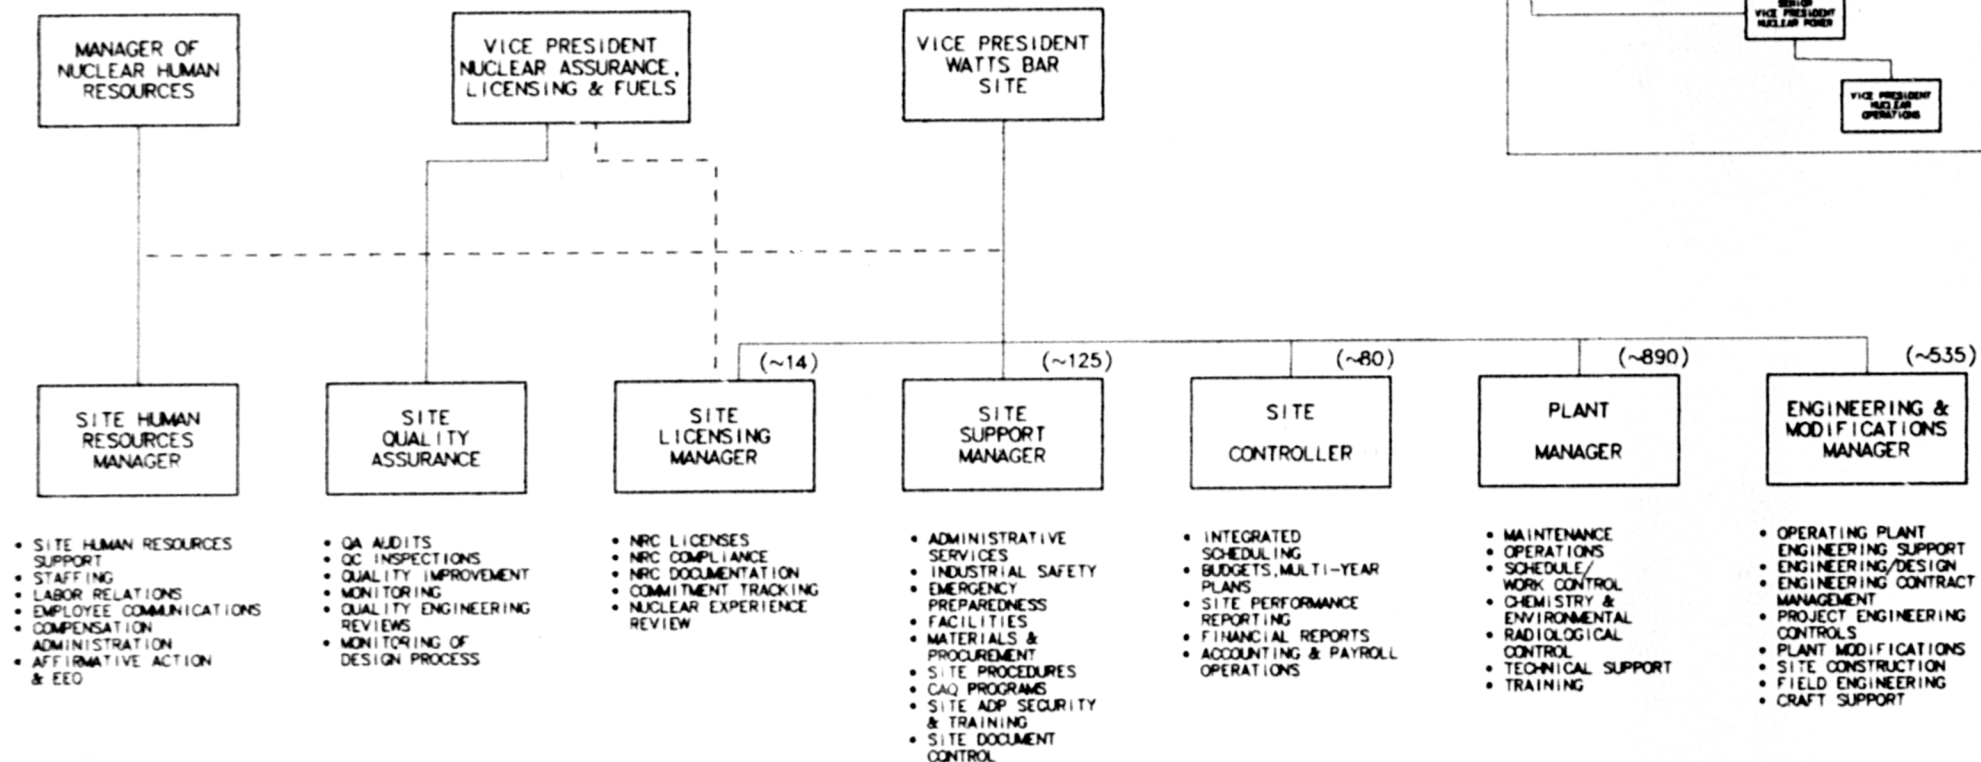 MANAGER OF
NUCLEAR HUMAN
RESOURCES
VICE PRESIDENT
NUCLEAR ASSURANCE,
LICENSING & FUELS
VICE PRESIDENT
WATTS BAR
SITE
SENIOR
VICE PRESIDENT
NUCLEAR POWER
VICE PRESIDENT
NUCLEAR
OPERATIONS
(~14)
(~125)
(~80)
(~890)
(~535)
SITE HUMAN
RESOURCES
MANAGER
SITE
QUALITY
ASSURANCE
SITE
LICENSING
MANAGER
SITE
SUPPORT
MANAGER
SITE
CONTROLLER
PLANT
MANAGER
ENGINEERING &
MODIFICATIONS
MANAGER
• SITE HUMAN RESOURCES
SUPPORT
• STAFFING
• LABOR RELATIONS
• EMPLOYEE COMMUNICATIONS
• COMPENSATION
ADMINISTRATION
• AFFIRMATIVE ACTION
& EEO
• QA AUDITS
• QC INSPECTIONS
• QUALITY IMPROVEMENT
• MONITORING
• QUALITY ENGINEERING
REVIEWS
• MONITORING OF
DESIGN PROCESS
• NRC LICENSES
• NRC COMPLIANCE
• NRC DOCUMENTATION
• COMMITMENT TRACKING
• NUCLEAR EXPERIENCE
REVIEW
• ADMINISTRATIVE
SERVICES
• INDUSTRIAL SAFETY
• EMERGENCY
PREPAREDNESS
• FACILITIES
• MATERIALS &
PROCUREMENT
• SITE PROCEDURES
• CAQ PROGRAMS
• SITE ADP SECURITY
& TRAINING
• SITE DOCUMENT
CONTROL
• INTEGRATED
SCHEDULING
• BUDGETS,MULTI-YEAR
PLANS
• SITE PERFORMANCE
REPORTING
• FINANCIAL REPORTS
• ACCOUNTING & PAYROLL
OPERATIONS
• MAINTENANCE
• OPERATIONS
• SCHEDULE/
WORK CONTROL
• CHEMISTRY &
ENVIRONMENTAL
• RADIOLOGICAL
CONTROL
• TECHNICAL SUPPORT
• TRAINING
• OPERATING PLANT
ENGINEERING SUPPORT
• ENGINEERING/DESIGN
• ENGINEERING CONTRACT
MANAGEMENT
• PROJECT ENGINEERING
CONTROLS
• PLANT MODIFICATIONS
• SITE CONSTRUCTION
• FIELD ENGINEERING
• CRAFT SUPPORT